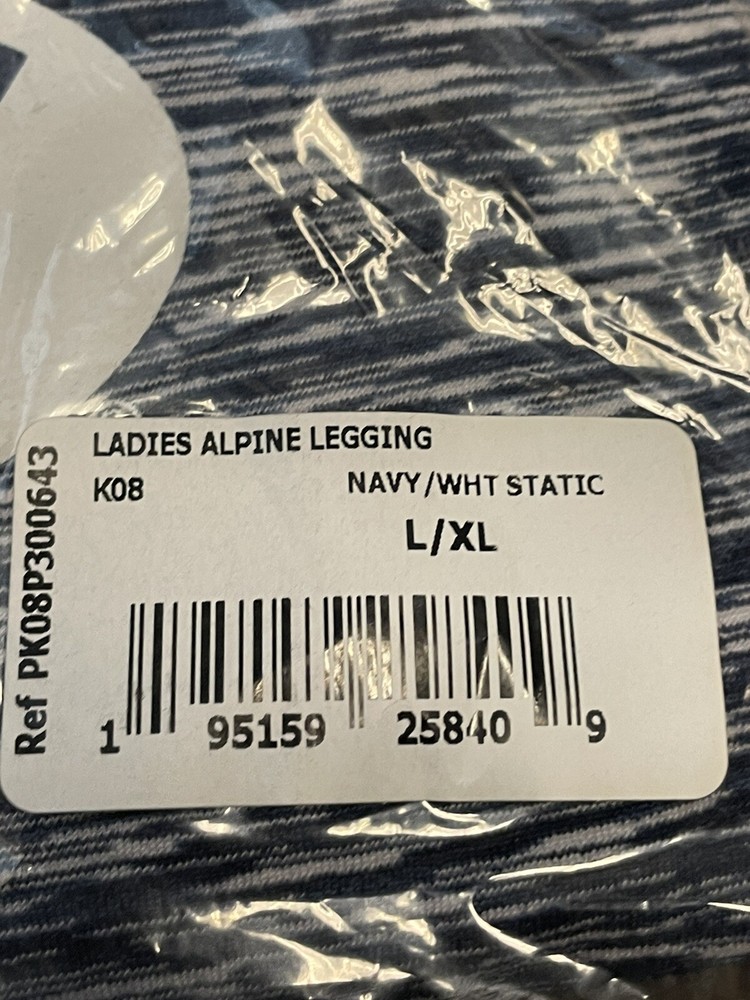 LADIES ALPINE LEGGING
K08 NAVY/WHT STATIC
L/XL
Ref PK08P300643
1 95159 25840 9